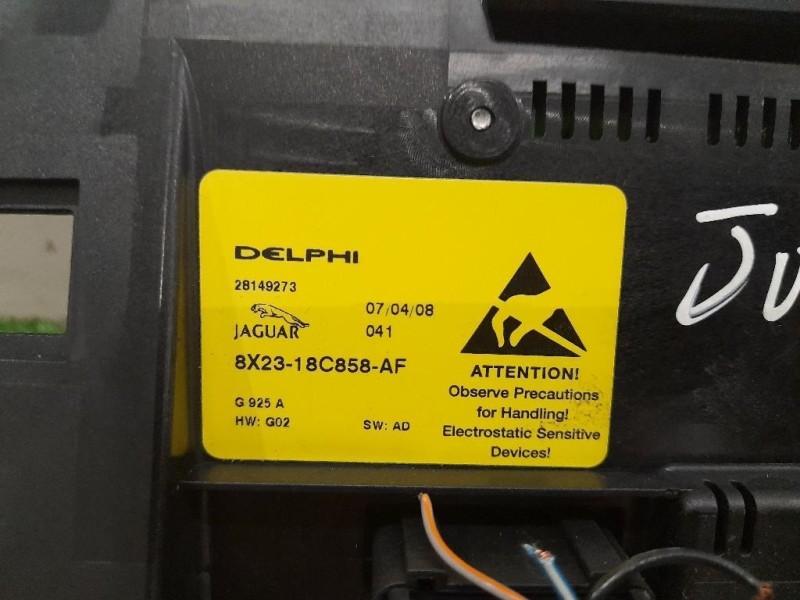 DELPHI
28149273
07/04/08
JAGUAR 041
8X23-18C858-AF
G 925 A
HW: G02 SW: AD
ATTENTION!
Observe Precautions
for Handling!
Electrostatic Sensitive
Devices!